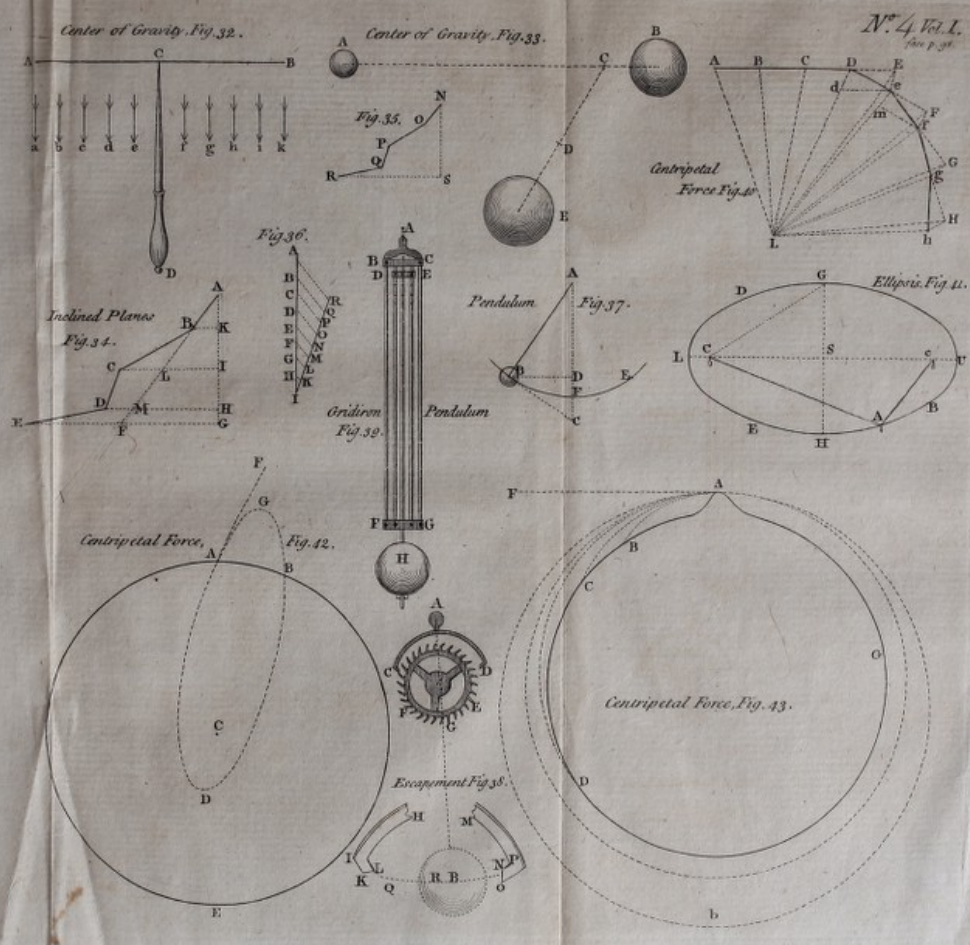 Center of Gravity. Fig. 32.
A C B
a b c d e f g h i k
D
Center of Gravity. Fig. 33.
A B
C
D
E
No. 4 Vol. I.
Fig. 35.
N
O
P
Q
R S
A B C D E
d e
m F
f
G
g
H
h
L
Centripetal
Force Fig. 40
Inclined Planes
Fig. 34.
A
B K
C L I
D M H
E F G
Fig. 36.
A
B
C
D
E
F
G
H
I
R
Q
P
O
N
M
L
K
A
B C
D E
Gridiron Pendulum
Fig. 39.
F G
H
Pendulum Fig. 37.
A
B D E
F
C
Ellipsis. Fig. 41.
D G
L C S c U
A B
E H
Centripetal Force, Fig. 42.
F
G
A B
C
D
E
A
C D
F E
G
Escapement Fig. 38.
H M
I L N P
K Q R B O
F A
B
C
G
Centripetal Force, Fig. 43.
D
b